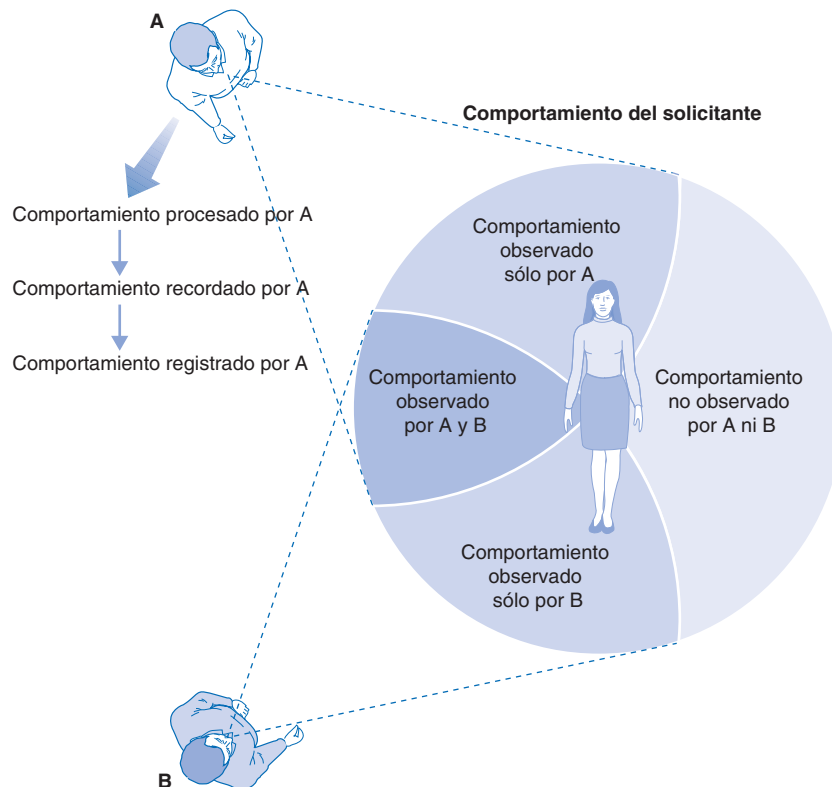 A
Comportamiento del solicitante
Comportamiento procesado por A
Comportamiento recordado por A
Comportamiento registrado por A
Comportamiento
observado
sólo por A
Comportamiento
observado
por A y B
Comportamiento
no observado
por A ni B
Comportamiento
observado
sólo por B
B